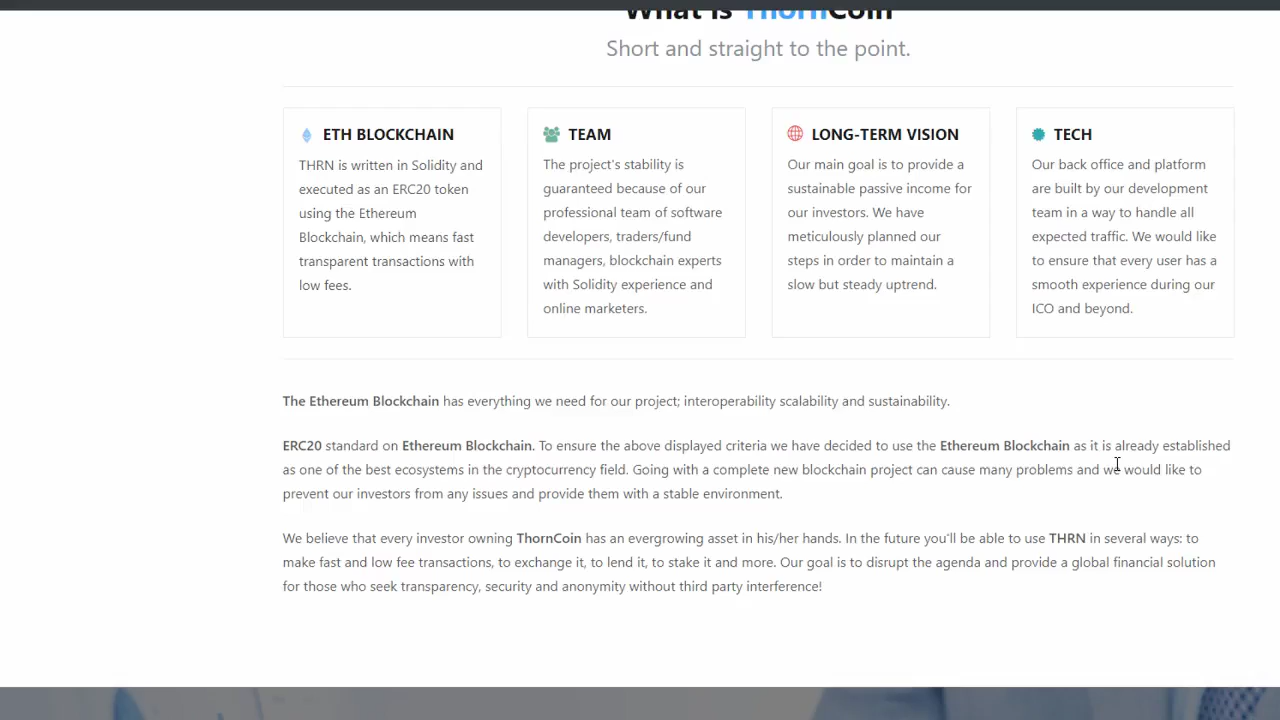 What is ThornCoin
Short and straight to the point.
ETH BLOCKCHAIN
THRN is written in Solidity and
executed as an ERC20 token
using the Ethereum
Blockchain, which means fast
transparent transactions with
low fees.
TEAM
The project's stability is
guaranteed because of our
professional team of software
developers, traders/fund
managers, blockchain experts
with Solidity experience and
online marketers.
LONG-TERM VISION
Our main goal is to provide a
sustainable passive income for
our investors. We have
meticulously planned our
steps in order to maintain a
slow but steady uptrend.
TECH
Our back office and platform
are built by our development
team in a way to handle all
expected traffic. We would like
to ensure that every user has a
smooth experience during our
ICO and beyond.
The Ethereum Blockchain has everything we need for our project; interoperability scalability and sustainability.
ERC20 standard on Ethereum Blockchain. To ensure the above displayed criteria we have decided to use the Ethereum Blockchain as it is already established
as one of the best ecosystems in the cryptocurrency field. Going with a complete new blockchain project can cause many problems and we would like to
prevent our investors from any issues and provide them with a stable environment.
We believe that every investor owning ThornCoin has an evergrowing asset in his/her hands. In the future you'll be able to use THRN in several ways: to
make fast and low fee transactions, to exchange it, to lend it, to stake it and more. Our goal is to disrupt the agenda and provide a global financial solution
for those who seek transparency, security and anonymity without third party interference!